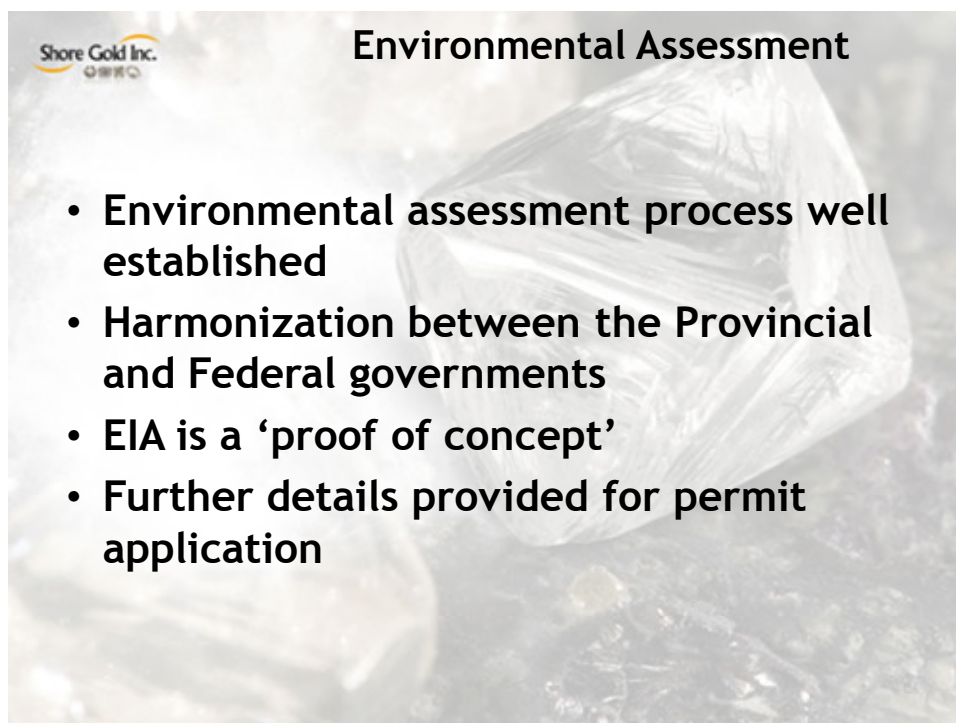 Shore Gold Inc.
Environmental Assessment
• Environmental assessment process well
established
• Harmonization between the Provincial
and Federal governments
• EIA is a ‘proof of concept’
• Further details provided for permit
application